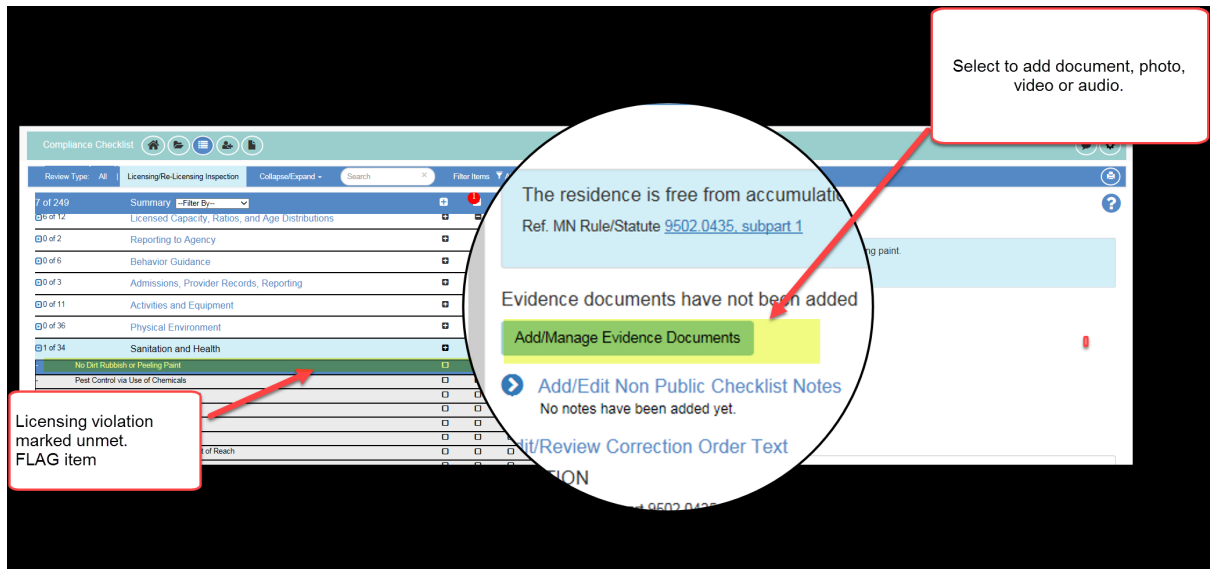 Select to add document, photo,
video or audio.
Compliance Checklist
Review Type: All | Licensing/Re-Licensing Inspection Collapse/Expand Search × Filter Items
7 of 249 Summary --Filter By--
6 of 12 Licensed Capacity, Ratios, and Age Distributions
0 of 2 Reporting to Agency
0 of 6 Behavior Guidance
0 of 3 Admissions, Provider Records, Reporting
0 of 11 Activities and Equipment
0 of 36 Physical Environment
1 of 34 Sanitation and Health
No Dirt Rubbish or Peeling Paint
Pest Control via Use of Chemicals
t of Reach
Licensing violation
marked unmet.
FLAG item
The residence is free from
Ref. MN Rule/Statute 9502.0435, subpart 1
ng paint.
Evidence documents have not been added
Add/Manage Evidence Documents
Add/Edit Non Public Checklist Notes
No notes have been added yet.
dit/Review Correction Order Text